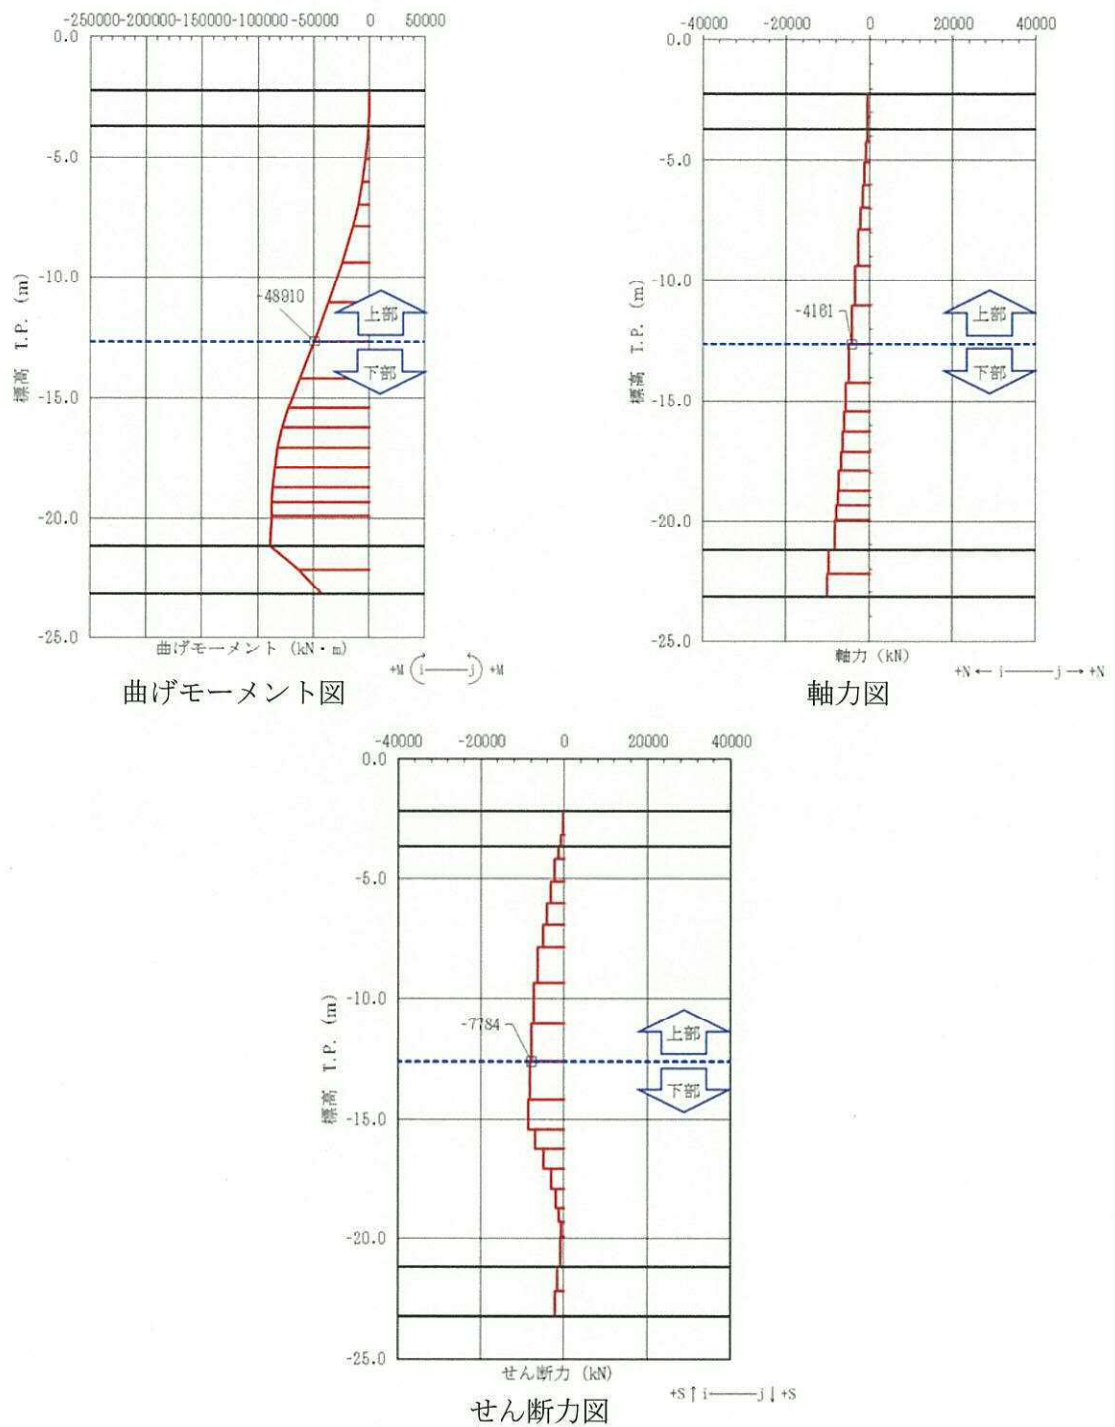 -250000-200000-150000-100000-50000 0 50000
0.0
-5.0
-10.0
-48910
上部
下部
-15.0
-20.0
-25.0
標高 T.P. (m)
曲げモーメント (kN・m)
+M i j +M
曲げモーメント図
-40000 -20000 0 20000 40000
0.0
-5.0
-10.0
-4161
上部
下部
-15.0
-20.0
-25.0
標高 T.P. (m)
軸力 (kN)
+N ← i j → +N
軸力図
-40000 -20000 0 20000 40000
0.0
-5.0
-10.0
-7784
上部
下部
-15.0
-20.0
-25.0
標高 T.P. (m)
せん断力 (kN)
+S ↑ i j ↓ +S
せん断力図